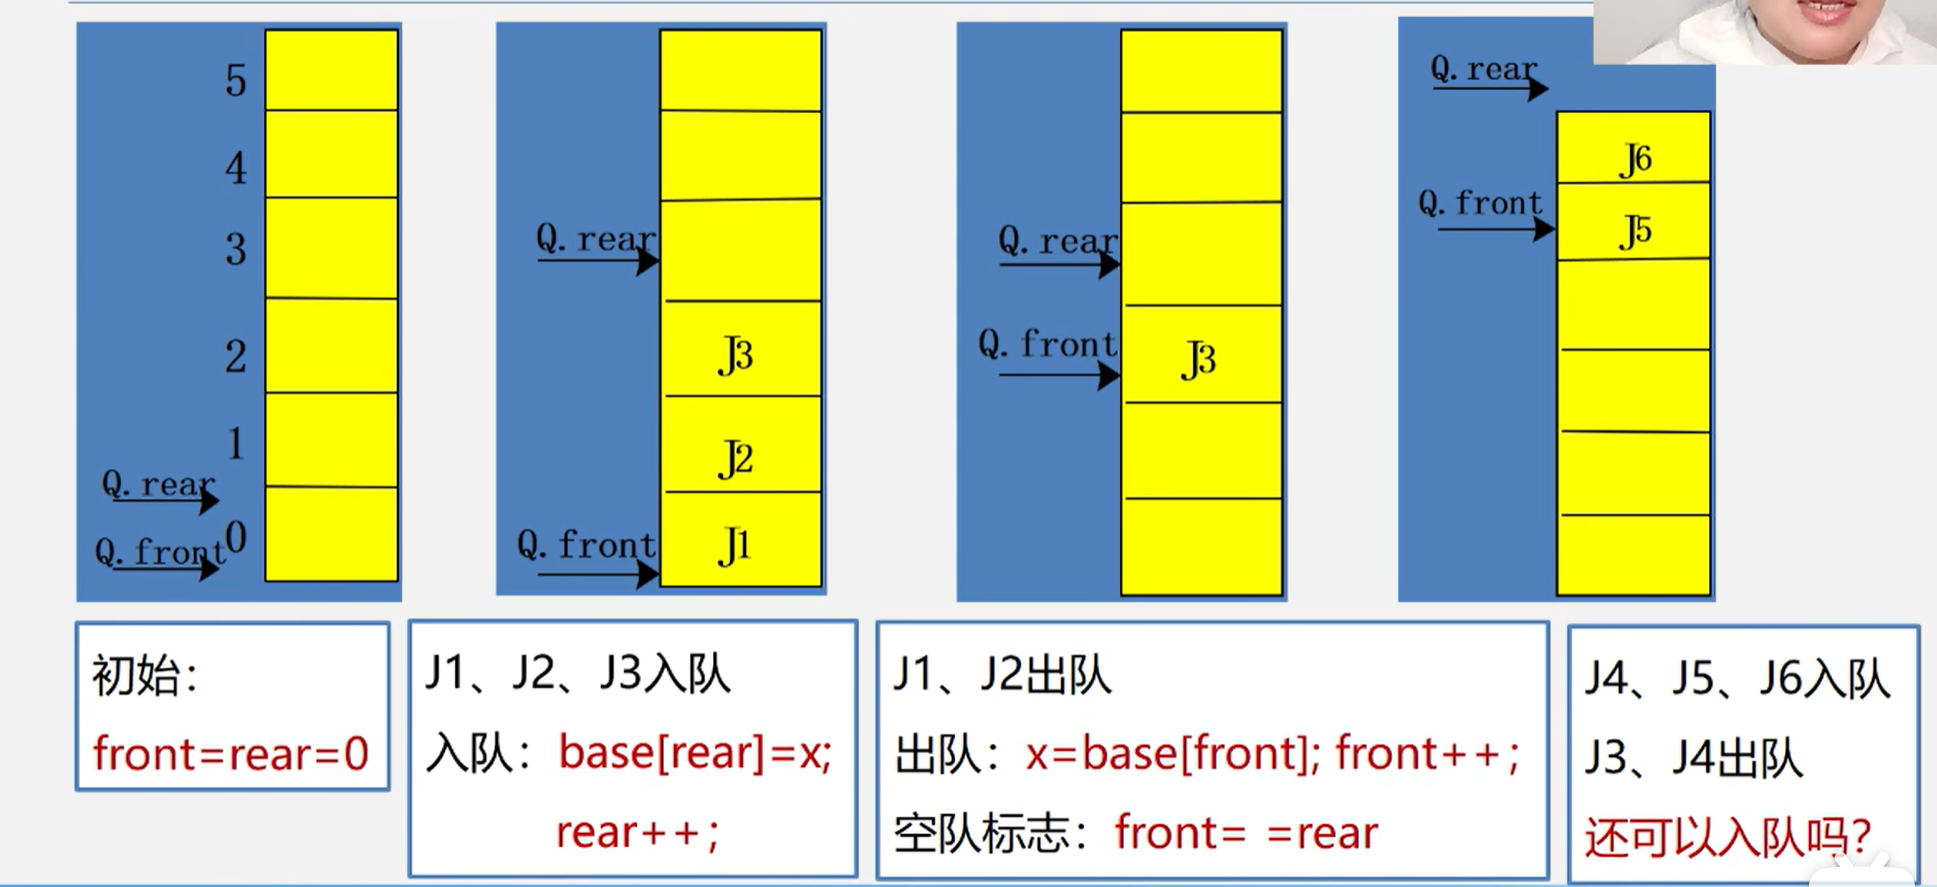 5
4
3
2
1
Q. rear
0
Q. front
Q. rear
J3
J2
Q. front
J1
Q. rear
Q. front
J3
Q. rear
J6
Q. front
J5
初始：
front=rear=0
J1、J2、J3入队
入队：base[rear]=x;
rear++;
J1、J2出队
出队：x=base[front]; front++;
空队标志：front= =rear
J4、J5、J6入队
J3、J4出队
还可以入队吗?